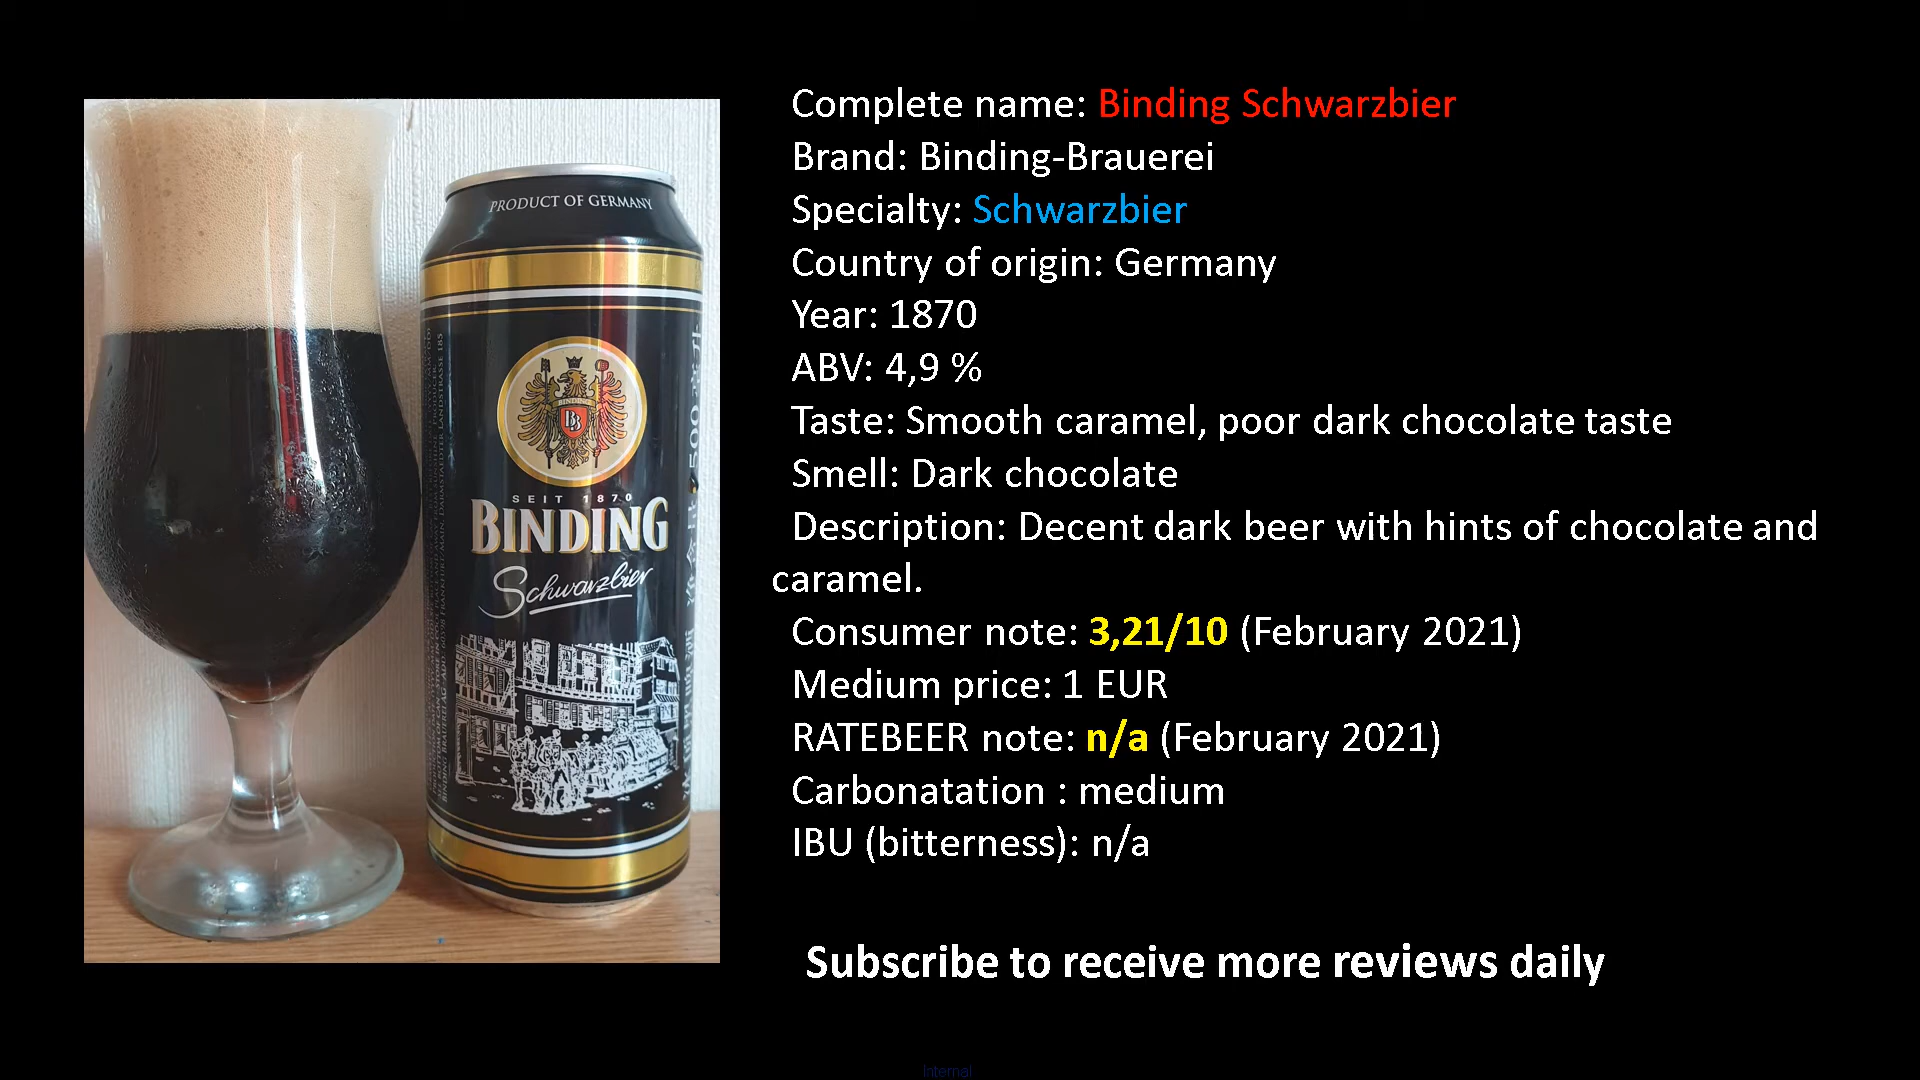 Complete name: Binding Schwarzbier
Brand: Binding-Brauerei
Specialty: Schwarzbier
Country of origin: Germany
Year: 1870
ABV: 4,9 %
Taste: Smooth caramel, poor dark chocolate taste
Smell: Dark chocolate
Description: Decent dark beer with hints of chocolate and
caramel.
Consumer note: 3,21/10 (February 2021)
Medium price: 1 EUR
RATEBEER note: n/a (February 2021)
Carbonatation : medium
IBU (bitterness): n/a
Subscribe to receive more reviews daily
PRODUCT OF GERMANY
BB
SEIT 1870
BINDING
Schwarzbier
500
Internal